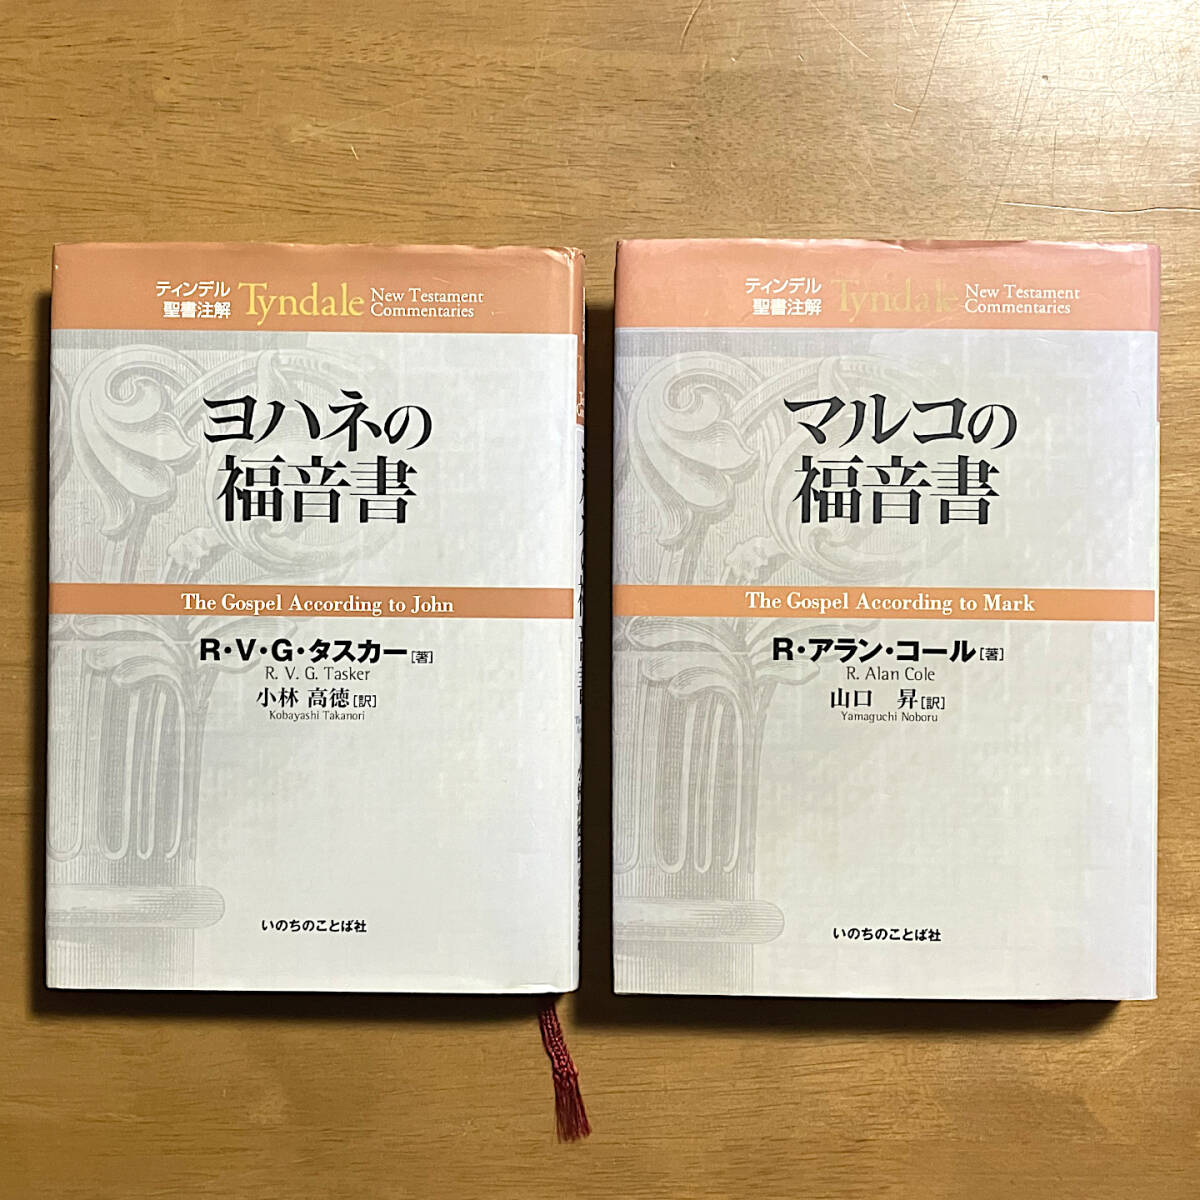 ティンデル
聖書注解
Tyndale
New Testament
Commentaries
ヨハネの
福音書
The Gospel According to John
R・V・G・タスカー[著]
R. V. G. Tasker
小林 高徳[訳]
Kobayashi Takanori
いのちのことば社
ティンデル
聖書注解
Tyndale
New Testament
Commentaries
マルコの
福音書
The Gospel According to Mark
R・アラン・コール[著]
R. Alan Cole
山口 昇[訳]
Yamaguchi Noboru
いのちのことば社